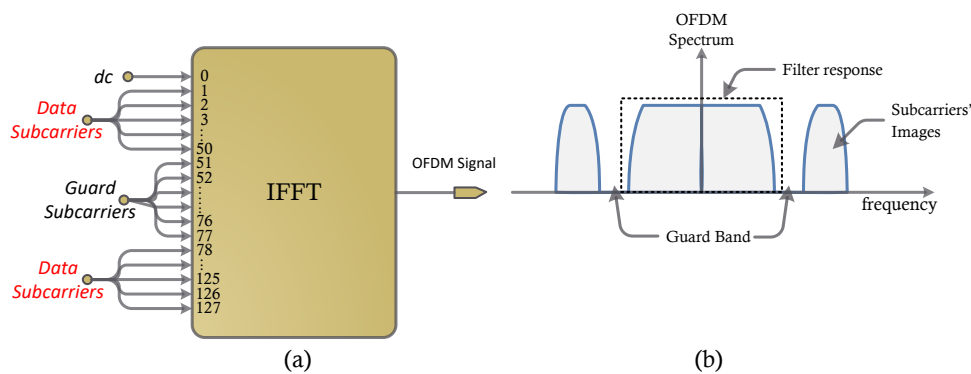 dc
Data
Subcarriers
Guard
Subcarriers
Data
Subcarriers
0
1
2
3
⋮
50
51
52
⋮
⋮
76
77
78
⋮
125
126
127
IFFT
OFDM Signal
(a)
OFDM
Spectrum
Filter response
Subcarriers'
Images
frequency
Guard Band
(b)